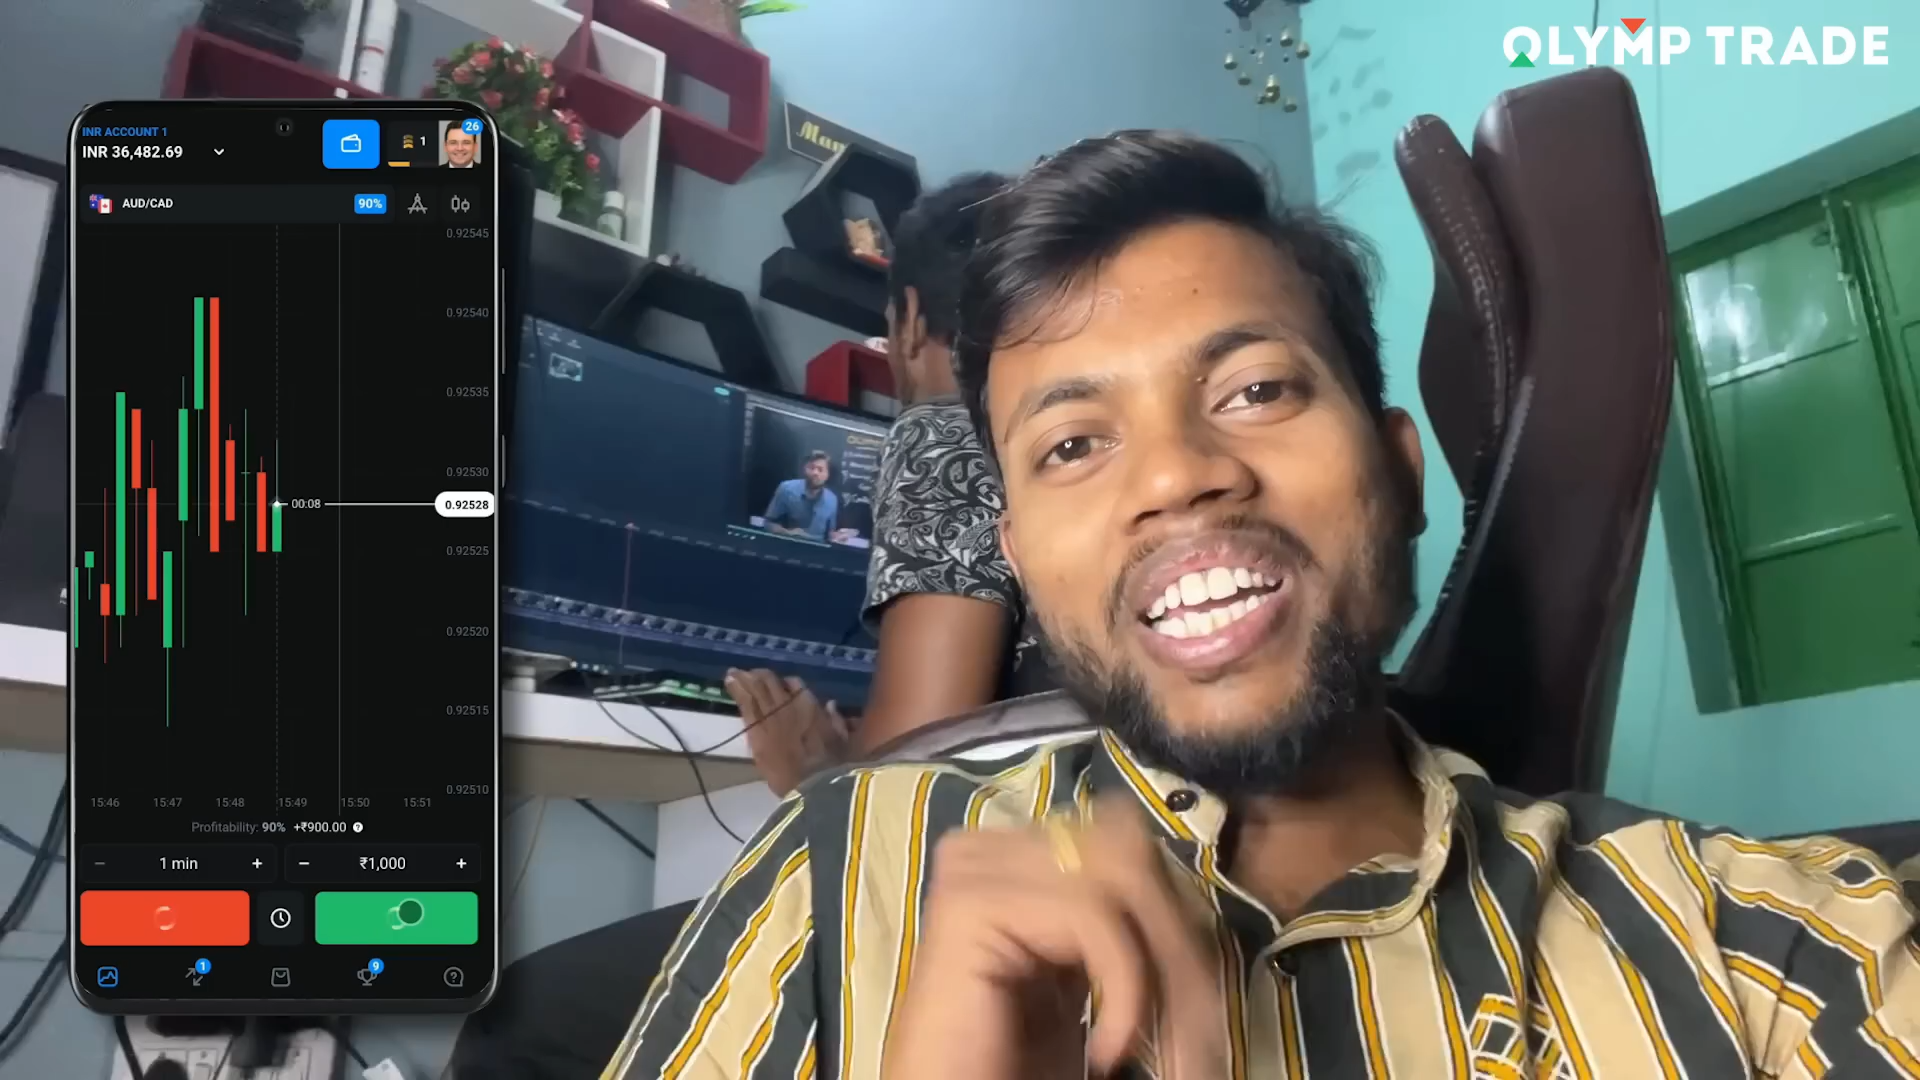 OLYMP TRADE
INR ACCOUNT 1
INR 36,482.69
1
26
AUD/CAD
90%
0.92545
0.92540
0.92535
0.92530
00:08
0.92528
0.92525
0.92520
0.92515
0.92510
15:46 15:47 15:48 15:49 15:50 15:51
Profitability: 90% +₹900.00 ?
− 1 min + − ₹1,000 +
1
9
?